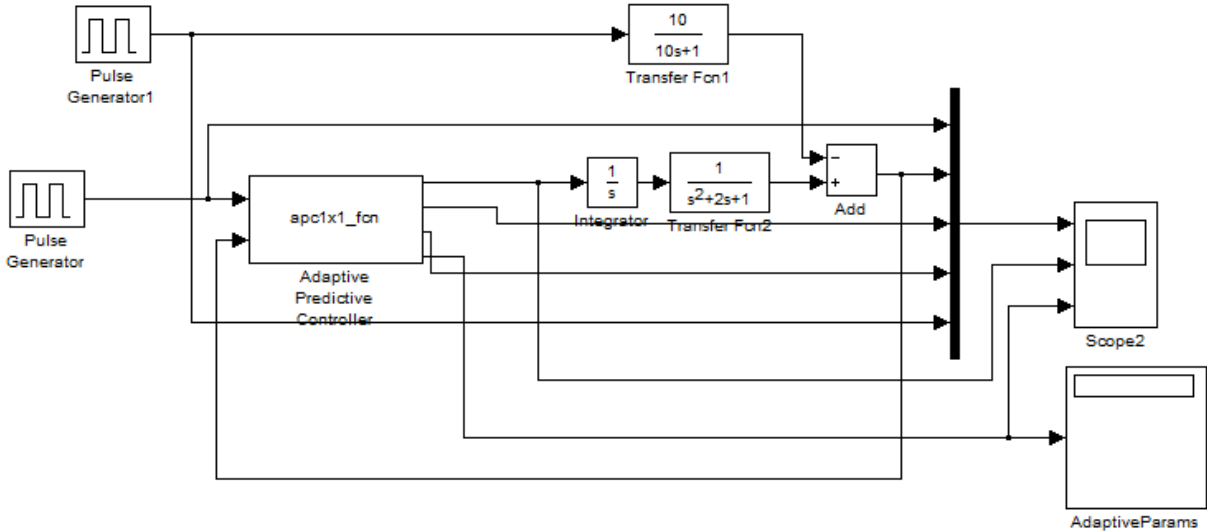 10
10s+1
Transfer Fcn1
Pulse
Generator1
−
+
Add
1
s
Integrator
1
s²+2s+1
Transfer Fcn2
apc1x1_fcn
Adaptive
Predictive
Controller
Pulse
Generator
Scope2
AdaptiveParams